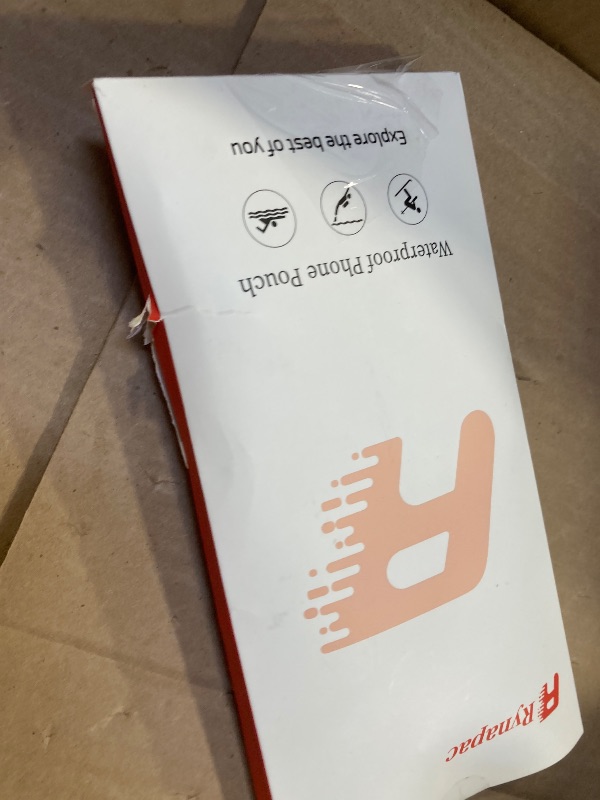 Rynapac
Waterproof Phone Pouch
Explore the best of you